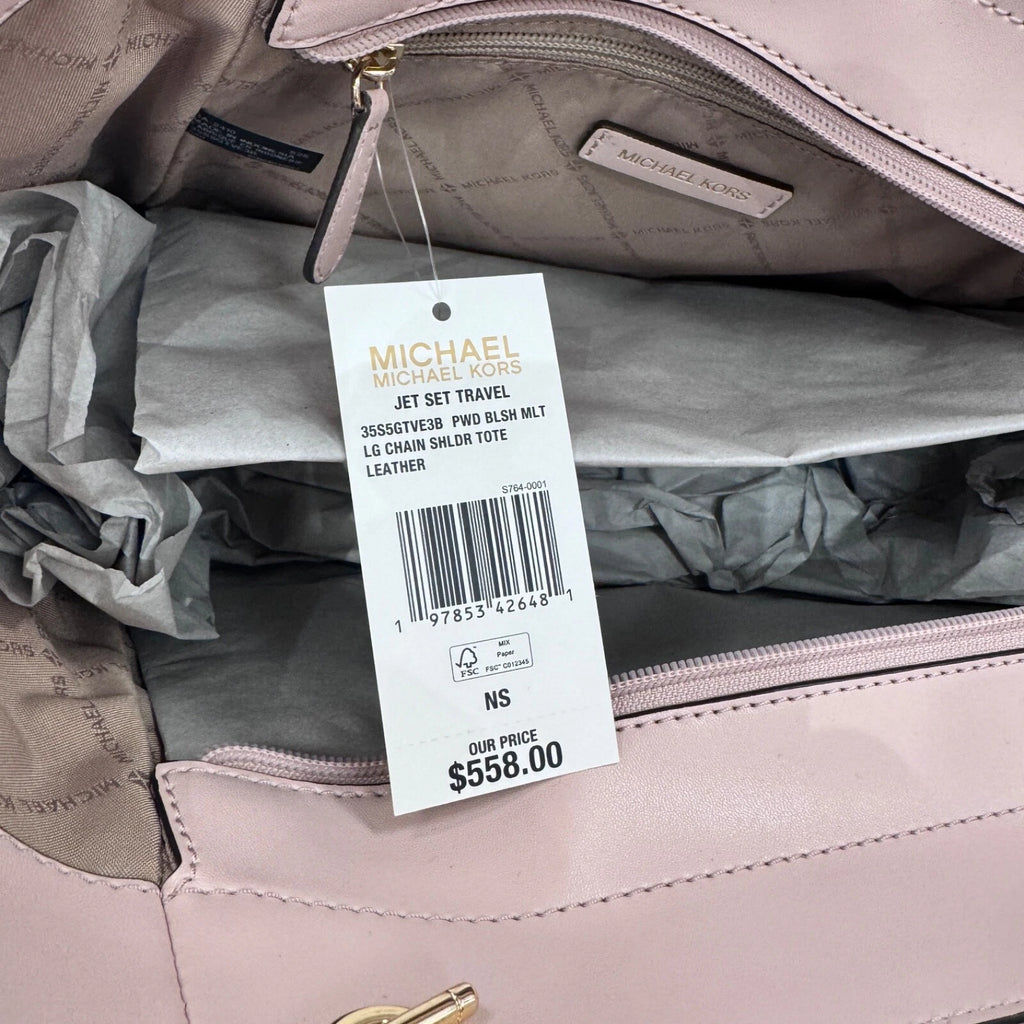 MICHAEL KORS
MICHAEL
MICHAEL KORS
JET SET TRAVEL
35S5GTVE3B PWD BLSH MLT
LG CHAIN SHLDR TOTE
LEATHER
S764-0001
1 97853 42648 1
FSC
MIX
Paper
FSC™ C012345
NS
OUR PRICE
$558.00